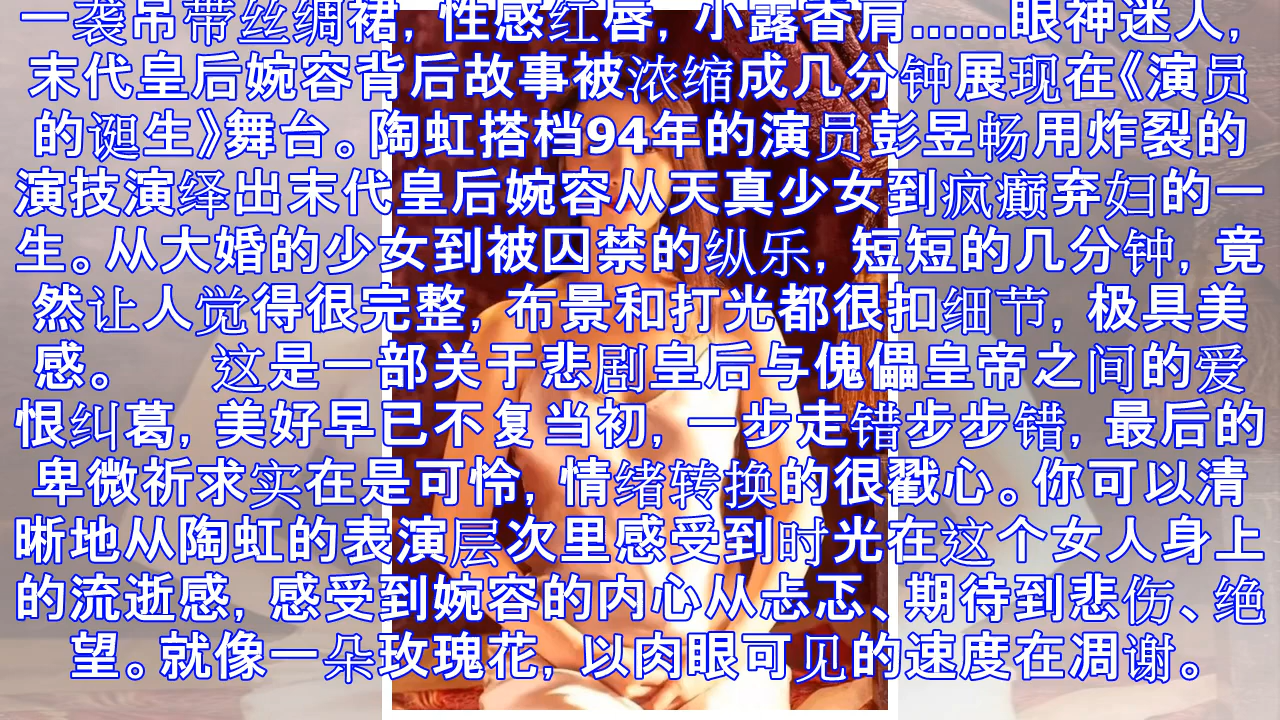 一袭吊带丝绸裙, 性感红唇, 小露香肩......眼神迷人,
末代皇后婉容背后故事被浓缩成几分钟展现在《演员
的诞生》舞台。陶虹搭档94年的演员彭昱畅用炸裂的
演技演绎出末代皇后婉容从天真少女到疯癫弃妇的一
生。从大婚的少女到被囚禁的纵乐, 短短的几分钟, 竟
然让人觉得很完整, 布景和打光都很扣细节, 极具美
感。 这是一部关于悲剧皇后与傀儡皇帝之间的爱
恨纠葛, 美好早已不复当初, 一步走错步步错, 最后的
卑微祈求实在是可怜, 情绪转换的很戳心。你可以清
晰地从陶虹的表演层次里感受到时光在这个女人身上
的流逝感, 感受到婉容的内心从忐忑、期待到悲伤、绝
望。就像一朵玫瑰花, 以肉眼可见的速度在凋谢。